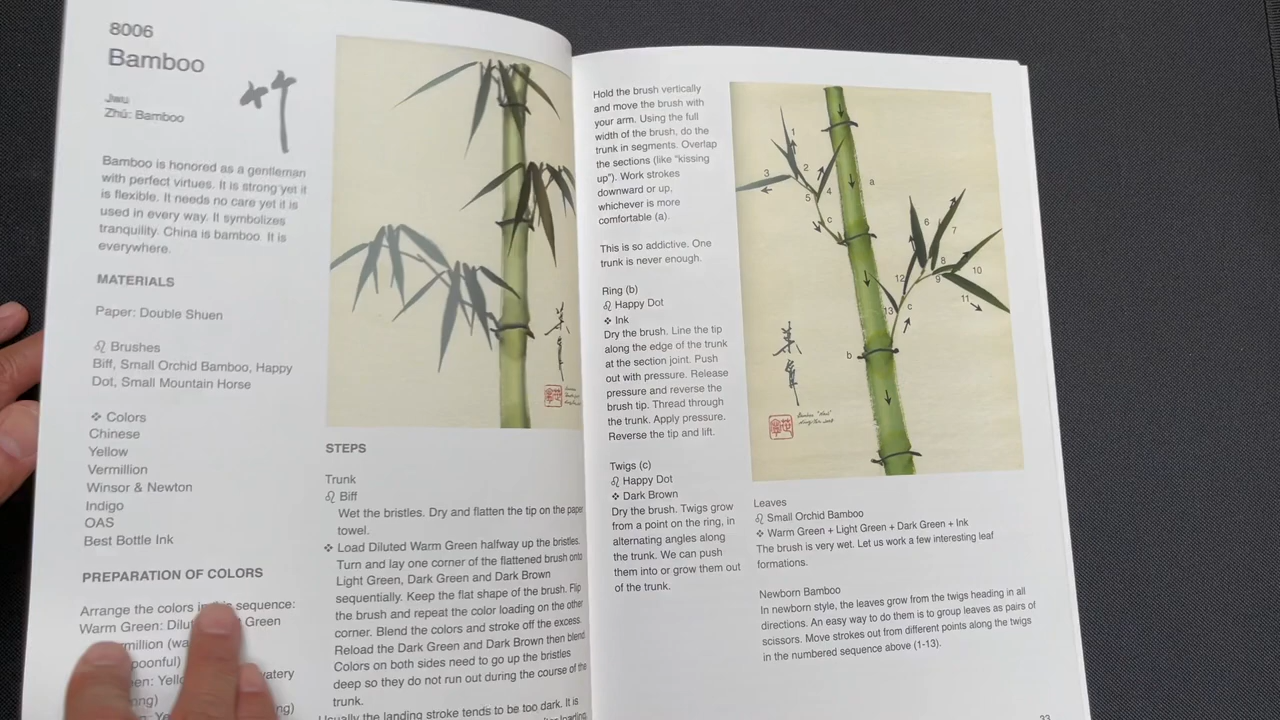 8006
Bamboo
竹
Jwu
Zhú: Bamboo
Bamboo is honored as a gentleman
with perfect virtues. It is strong yet it
is flexible. It needs no care yet it is
used in every way. It symbolizes
tranquility. China is bamboo. It is
everywhere.
MATERIALS
Paper: Double Shuen
Brushes
Biff, Small Orchid Bamboo, Happy
Dot, Small Mountain Horse
❖ Colors
Chinese
Yellow
Vermillion
Winsor & Newton
Indigo
OAS
Best Bottle Ink
PREPARATION OF COLORS
Arrange the colors in this sequence:
Warm Green: Green
STEPS
Trunk
Biff
Wet the bristles. Dry and flatten the tip on the paper
towel.
❖ Load Diluted Warm Green halfway up the bristles.
Turn and lay one corner of the flattened brush onto
Light Green, Dark Green and Dark Brown
sequentially. Keep the flat shape of the brush. Flip
the brush and repeat the color loading on the other
corner. Blend the colors and stroke off the excess.
Reload the Dark Green and Dark Brown then blend
Colors on both sides need to go up the bristles
deep so they do not run out during the course of the
trunk.
Usually the landing stroke tends to be too dark. It is
Hold the brush vertically
and move the brush with
your arm. Using the full
width of the brush, do the
trunk in segments. Overlap
the sections (like "kissing
up"). Work strokes
downward or up,
whichever is more
comfortable (a).
This is so addictive. One
trunk is never enough.
Ring (b)
Happy Dot
❖ Ink
Dry the brush. Line the tip
along the edge of the trunk
at the section joint. Push
out with pressure. Release
pressure and reverse the
brush tip. Thread through
the trunk. Apply pressure.
Reverse the tip and lift.
Twigs (c)
Happy Dot
❖ Dark Brown
Dry the brush. Twigs grow
from a point on the ring, in
alternating angles along
the trunk. We can push
them into or grow them out
of the trunk.
1
2
3
4
5
a
c
6
7
8
9
10
11
12
13
c
b
Leaves
Small Orchid Bamboo
❖ Warm Green + Light Green + Dark Green + Ink
The brush is very wet. Let us work a few interesting leaf
formations.
Newborn Bamboo
In newborn style, the leaves grow from the twigs heading in all
directions. An easy way to do them is to group leaves as pairs of
scissors. Move strokes out from different points along the twigs
in the numbered sequence above (1-13).
33